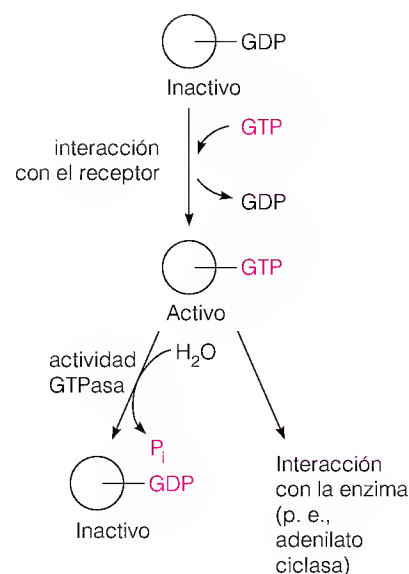 GDP
Inactivo
GTP
interacción
con el receptor
GDP
GTP
Activo
actividad
GTPasa
H₂O
Pᵢ
GDP
Inactivo
Interacción
con la enzima
(p. e.,
adenilato
ciclasa)